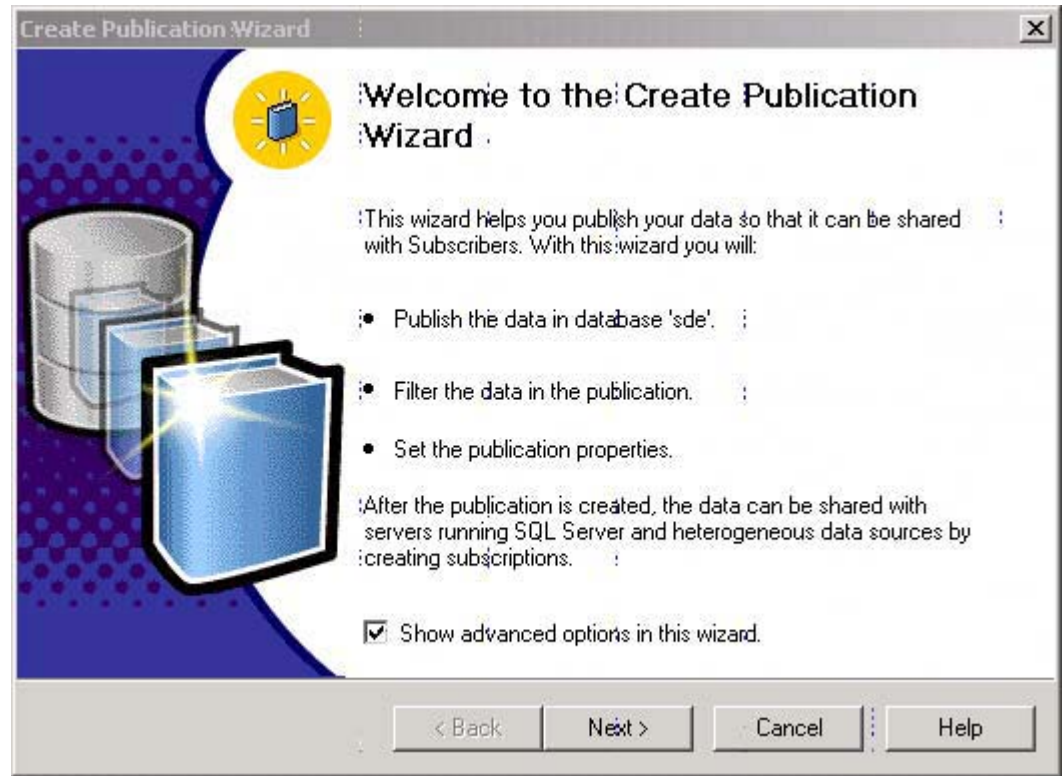 Create Publication Wizard
Welcome to the Create Publication
Wizard
This wizard helps you publish your data so that it can be shared
with Subscribers. With this wizard you will:
• Publish the data in database 'sde'.
• Filter the data in the publication.
• Set the publication properties.
After the publication is created, the data can be shared with
servers running SQL Server and heterogeneous data sources by
creating subscriptions.
Show advanced options in this wizard.
< Back Next > Cancel Help